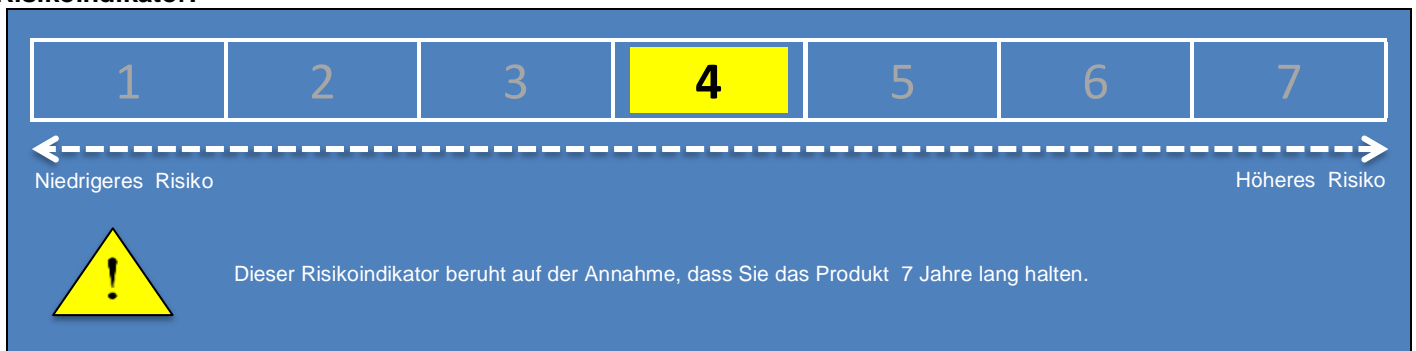 Risikoindikator:
1 2 3 4 5 6 7
Niedrigeres Risiko Höheres Risiko
!
Dieser Risikoindikator beruht auf der Annahme, dass Sie das Produkt 7 Jahre lang halten.